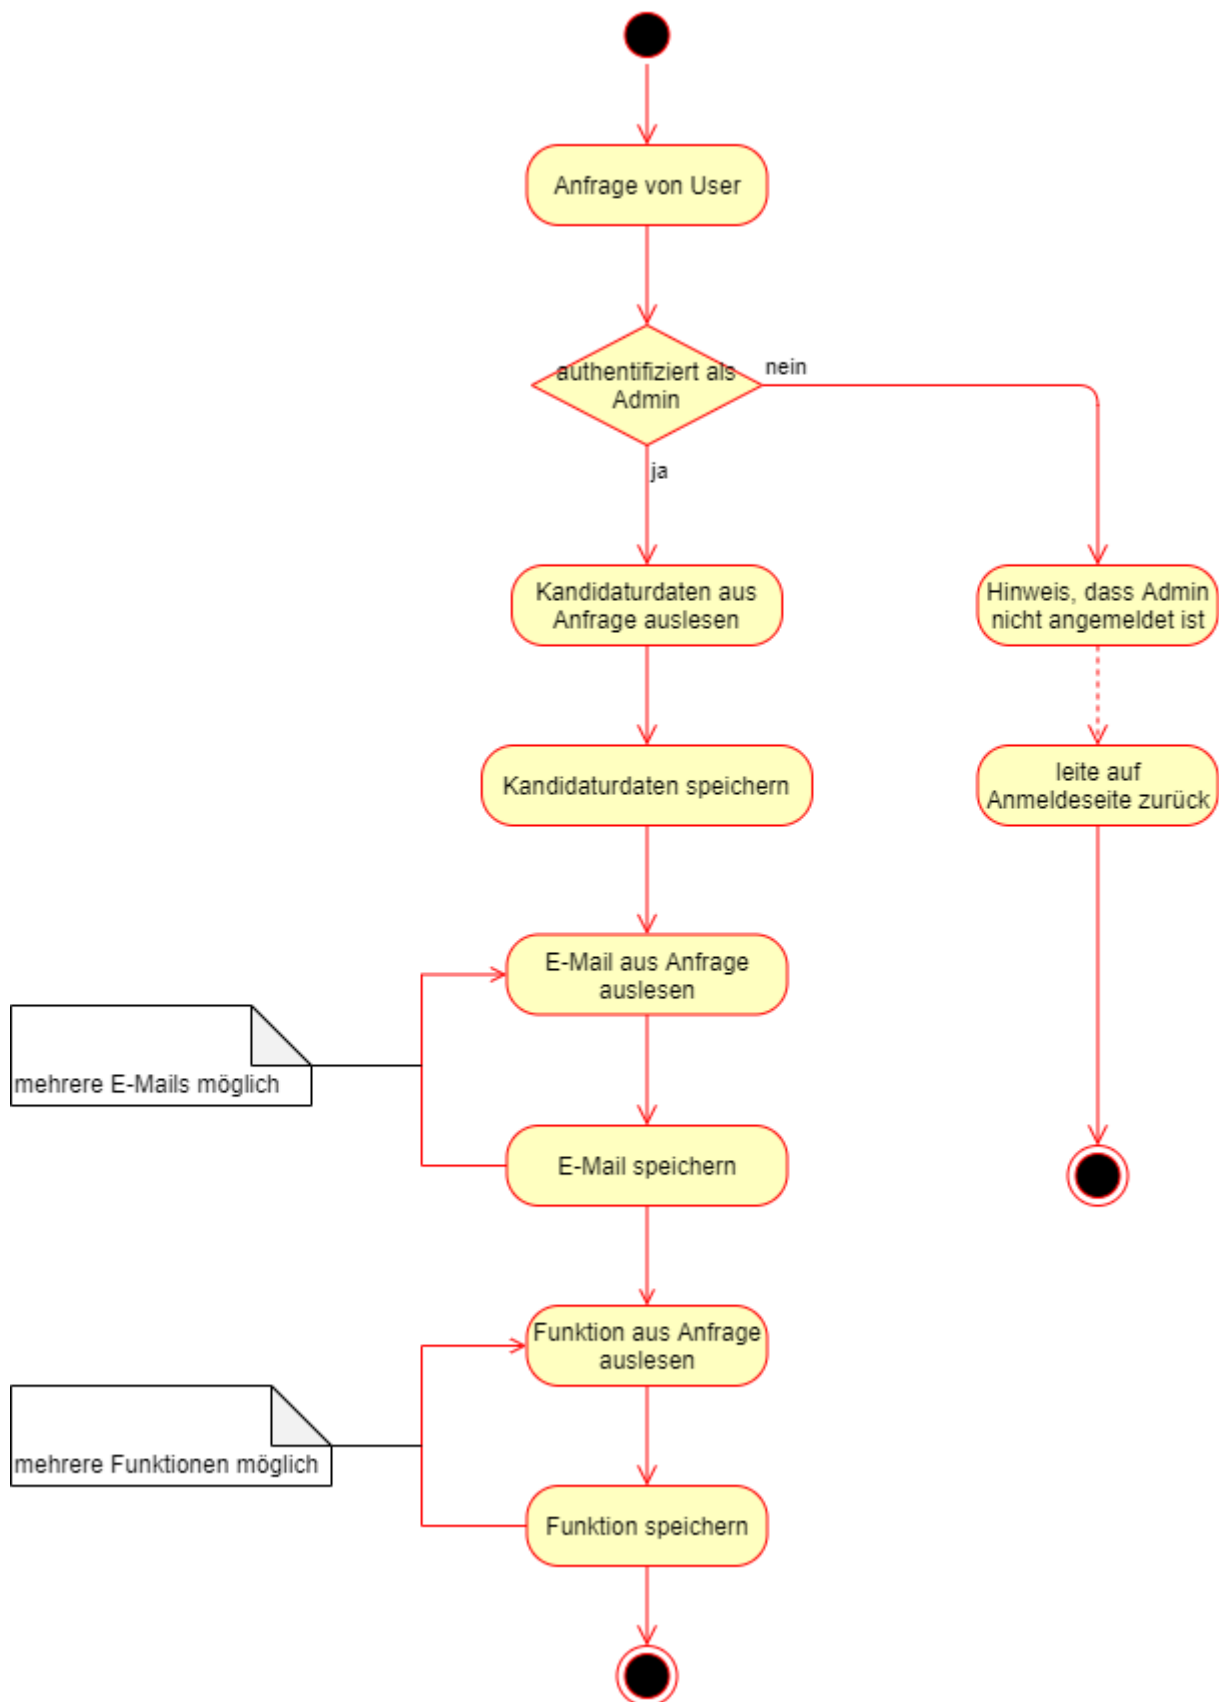 Anfrage von User
authentifiziert als
Admin
nein
ja
Kandidaturdaten aus
Anfrage auslesen
Hinweis, dass Admin
nicht angemeldet ist
Kandidaturdaten speichern
leite auf
Anmeldeseite zurück
E-Mail aus Anfrage
auslesen
mehrere E-Mails möglich
E-Mail speichern
Funktion aus Anfrage
auslesen
mehrere Funktionen möglich
Funktion speichern